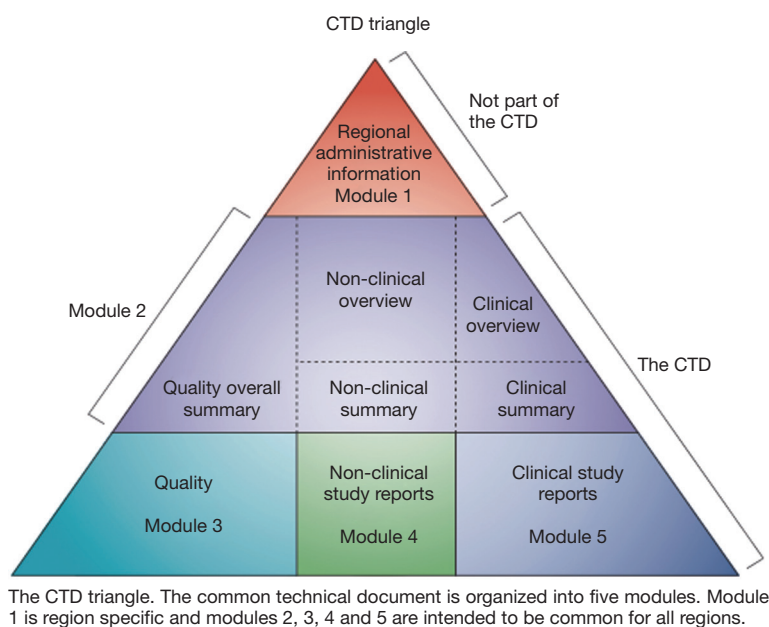 CTD triangle
Not part of
the CTD
Regional
administrative
information
Module 1
Module 2
Non-clinical
overview
Clinical
overview
The CTD
Quality overall
summary
Non-clinical
summary
Clinical
summary
Quality
Module 3
Non-clinical
study reports
Module 4
Clinical study
reports
Module 5
The CTD triangle. The common technical document is organized into five modules. Module
1 is region specific and modules 2, 3, 4 and 5 are intended to be common for all regions.